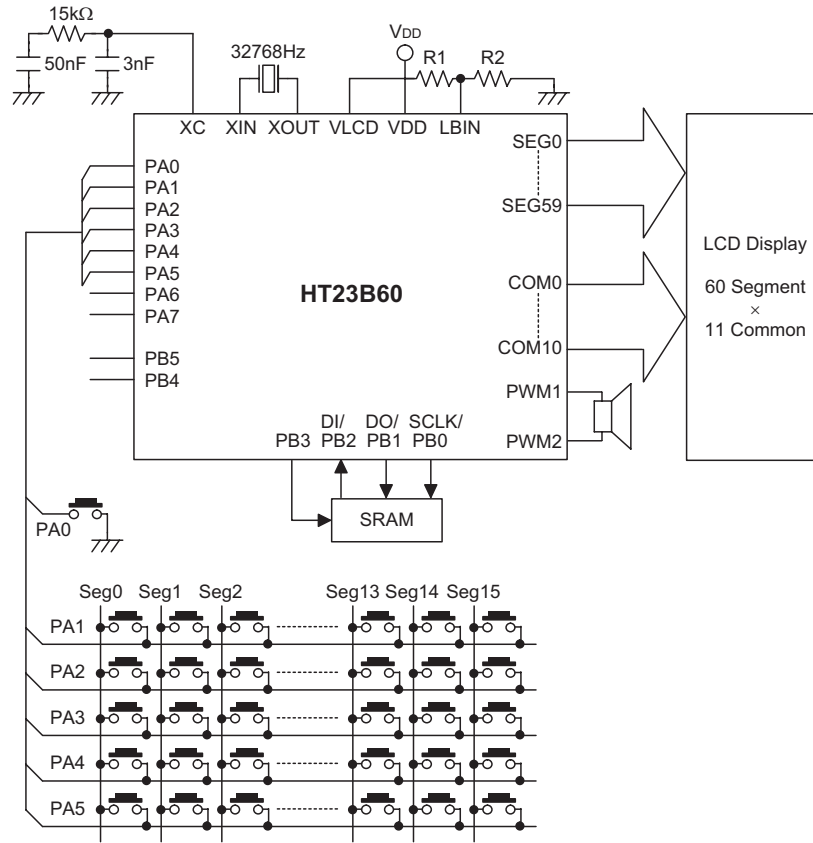 15kΩ
50nF
3nF
32768Hz
VDD
R1
R2
XC
XIN
XOUT
VLCD
VDD
LBIN
PA0
PA1
PA2
PA3
PA4
PA5
PA6
PA7
PB5
PB4
HT23B60
SEG0
SEG59
COM0
COM10
PWM1
PWM2
LCD Display
60 Segment
×
11 Common
PB3
DI/
PB2
DO/
PB1
SCLK/
PB0
SRAM
PA0
Seg0 Seg1 Seg2 Seg13 Seg14 Seg15
PA1
PA2
PA3
PA4
PA5